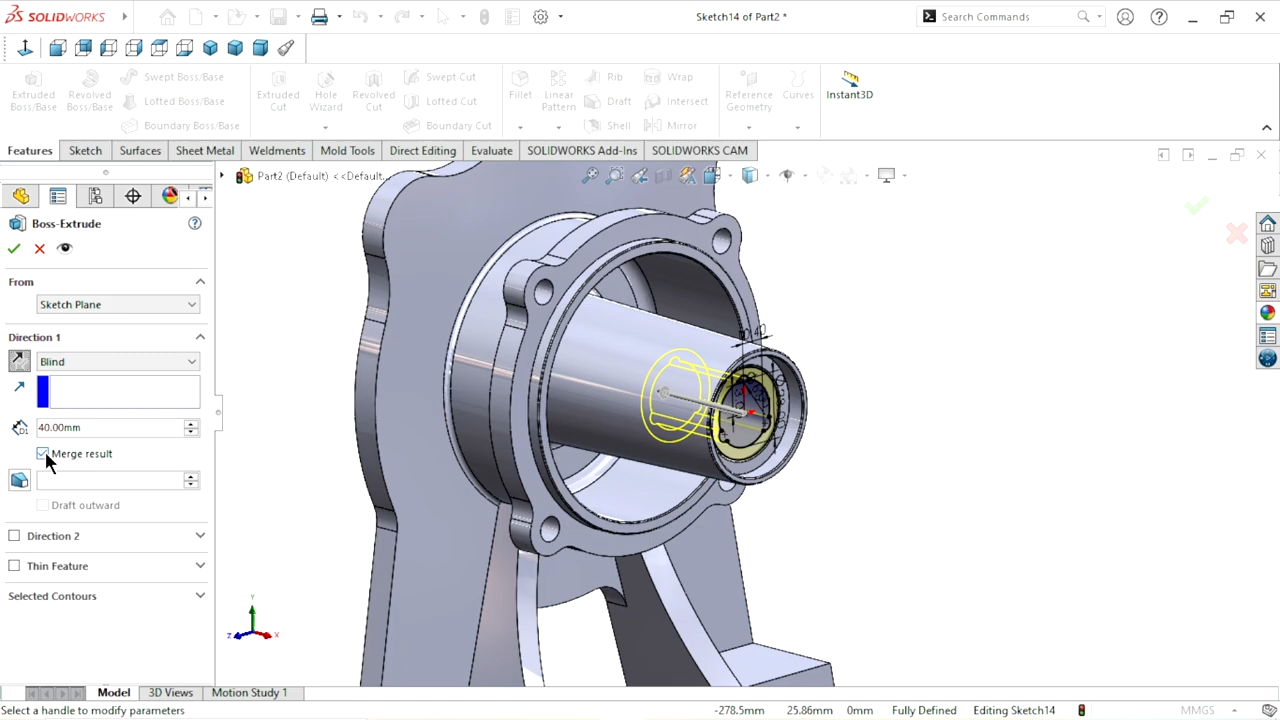 SOLIDWORKS
Sketch14 of Part2 *
Search Commands
Extruded Boss/Base
Revolved Boss/Base
Swept Boss/Base
Lofted Boss/Base
Boundary Boss/Base
Extruded Cut
Hole Wizard
Revolved Cut
Swept Cut
Lofted Cut
Boundary Cut
Fillet
Linear Pattern
Rib
Draft
Shell
Wrap
Intersect
Mirror
Reference Geometry
Curves
Instant3D
Features
Sketch
Surfaces
Sheet Metal
Weldments
Mold Tools
Direct Editing
Evaluate
SOLIDWORKS Add-Ins
SOLIDWORKS CAM
Part2 (Default) <<Default...
Boss-Extrude
From
Sketch Plane
Direction 1
Blind
40.00mm
Merge result
Draft outward
Direction 2
Thin Feature
Selected Contours
Y
Z
X
Model
3D Views
Motion Study 1
Select a handle to modify parameters
-278.5mm
25.86mm
0mm
Fully Defined
Editing Sketch14
MMGS